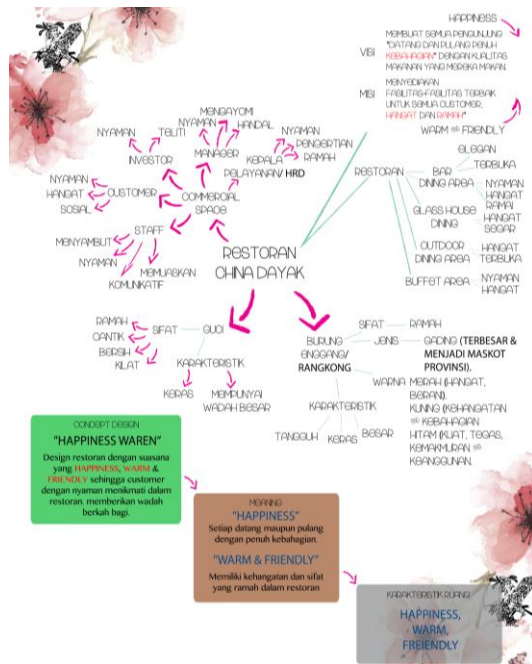 HAPPINESS
VISI
MEMBUAT SEMUA PENGUNJUNG
"DATANG DAN PULANG PENUH
KEBAHAGIAN" DENGAN KUALITAS
MAKANAN YANG MEREKA MAKAN.
MISI
MENYEDIAKAN
FASILITAS-FASILITAS TERBAIK
UNTUK SEMUA CUSTOMER,
HANGAT DAN RAMAH"
WARM & FRIENDLY
MENGAYOMI
NYAMAN
HANDAL
MANAGER
NYAMAN
TELITI
INVESTOR
NYAMAN
PENGERTIAN
RAMAH
KEPALA
PELAYANAN/ HRD
NYAMAN
HANGAT
SOSIAL
CUSTOMER
COMMERCIAL
SPACE
STAFF
MENYAMBUT
NYAMAN
KOMUNIKATIF
MEMUASKAN
RESTORAN
CHINA DAYAK
RESTORAN
BAR
ELEGAN
TERBUKA
DINING AREA
NYAMAN
HANGAT
RAMAI
GLASS HOUSE
DINING
HANGAT
SEGAR
OUTDOOR
DINING AREA
HANGAT
TERBUKA
BUFFET AREA
NYAMAN
HANGAT
RAMAH
CANTIK
BERSIH
KILAT
SIFAT
GUCI
KARAKTERISTIK
KERAS
MEMPUNYAI
WADAH BESAR
BURUNG
ENGGANG/
RANGKONG
SIFAT
RAMAH
JENIS
GADING (TERBESAR &
MENJADI MASKOT
PROVINSI).
WARNA
MERAH (HANGAT,
BERANI).
KUNING (KEHANGATAN
& KEBAHAGIAN
HITAM (KUAT, TEGAS,
KEMAKMURAN &
KEANGGUNAN.
KARAKTERISTIK
TANGGUH
KERAS
BESAR
CONCEPT DESIGN
"HAPPINESS WAREN"
Design restoran dengan suasana
yang HAPPINESS, WARM &
FRIENDLY sehingga customer
dengan nyaman menikmati dalam
restoran. memberikan wadah
berkah bagi.
MEANING
"HAPPINESS"
Setiap datang maupun pulang
dengan penuh kebahagian.
"WARM & FRIENDLY"
Memiliki kehangatan dan sifat
yang ramah dalam restoran
KARAKTERISTIK RUANG
HAPPINESS,
WARM,
FREIENDLY